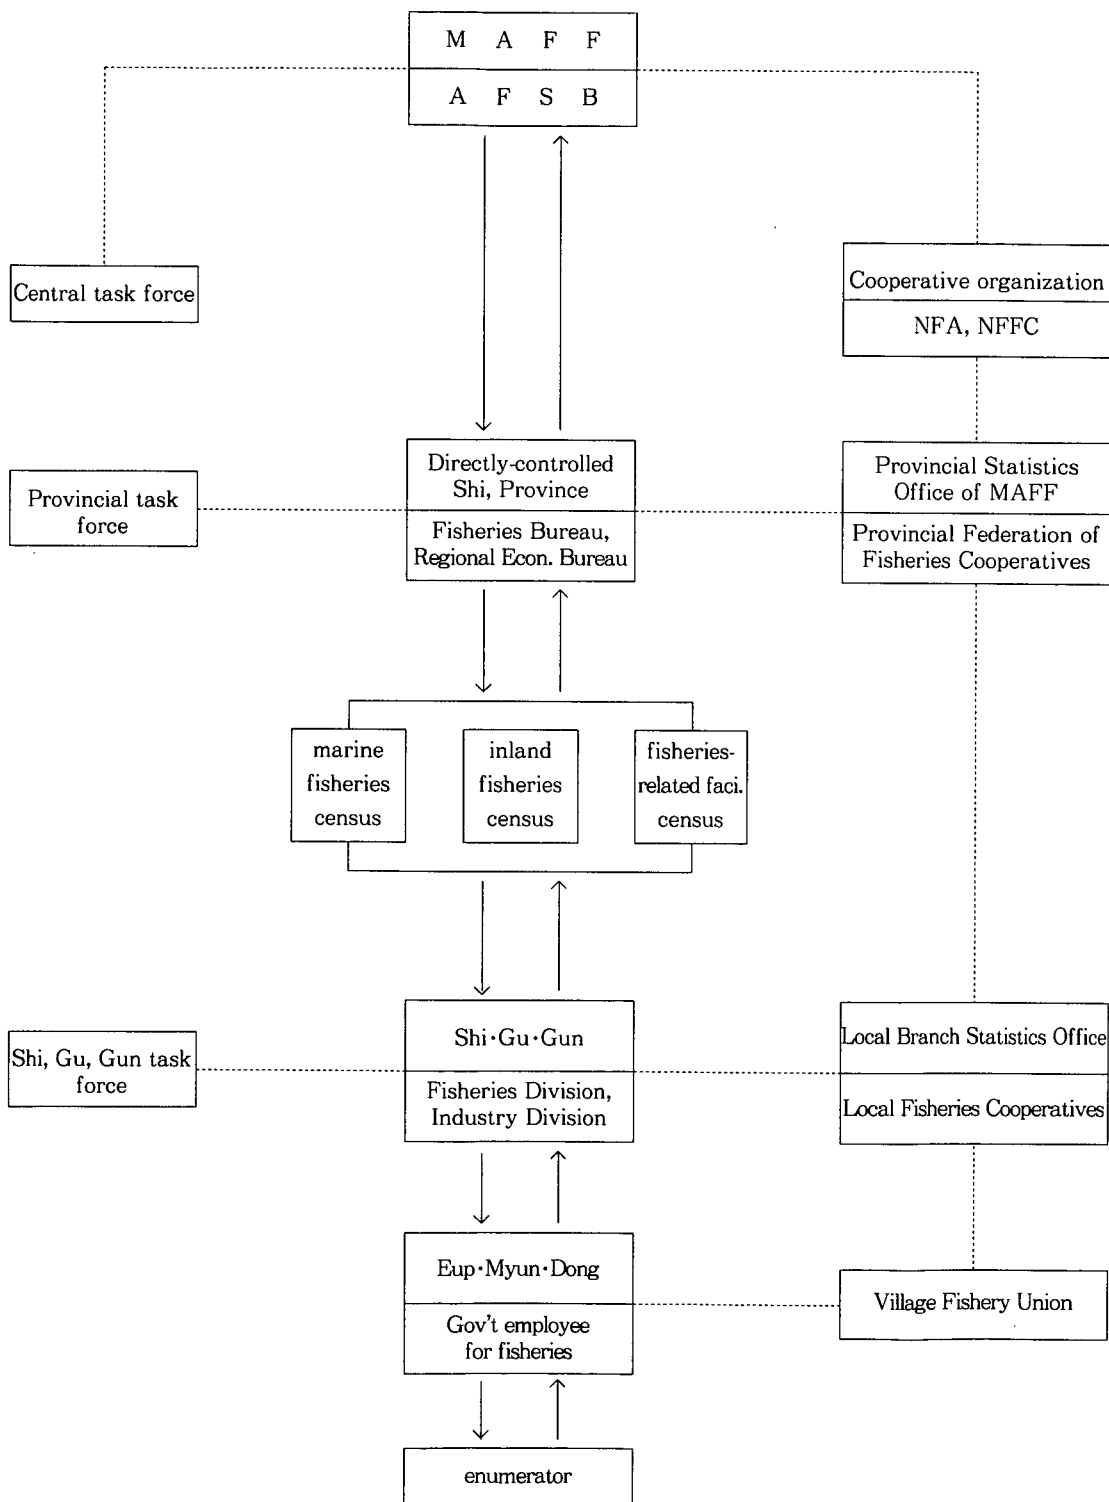 M A F F
A F S B
Central task force
Cooperative organization
NFA, NFFC
Provincial task
force
Directly-controlled
Shi, Province
Fisheries Bureau,
Regional Econ. Bureau
Provincial Statistics
Office of MAFF
Provincial Federation of
Fisheries Cooperatives
marine
fisheries
census
inland
fisheries
census
fisheries-
related faci.
census
Shi, Gu, Gun task
force
Shi·Gu·Gun
Fisheries Division,
Industry Division
Local Branch Statistics Office
Local Fisheries Cooperatives
Eup·Myun·Dong
Gov't employee
for fisheries
Village Fishery Union
enumerator